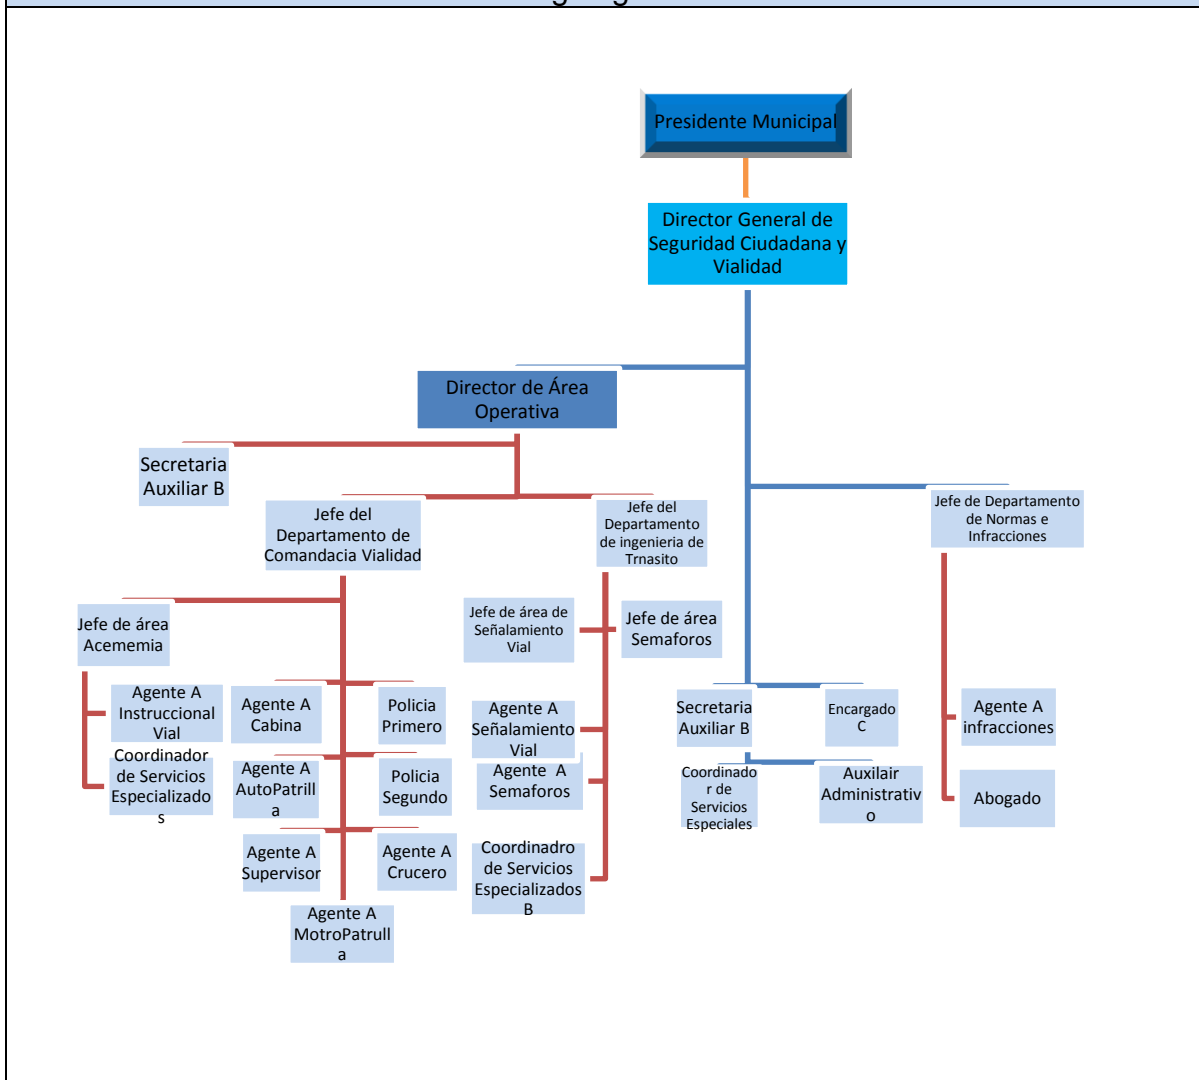 Presidente Municipal
Director General de
Seguridad Ciudadana y
Vialidad
Director de Área
Operativa
Secretaria
Auxiliar B
Jefe del
Departamento de
Comandacia Vialidad
Jefe del
Departamento
de ingenieria de
Trnasito
Jefe de Departamento
de Normas e
Infracciones
Jefe de área
Acememia
Jefe de área de
Señalamiento
Vial
Jefe de área
Semaforos
Agente A
Instruccional
Vial
Agente A
Cabina
Policia
Primero
Agente A
Señalamiento
Vial
Secretaria
Auxiliar B
Encargado
C
Agente A
infracciones
Coordinador
de Servicios
Especializado
s
Agente A
AutoPatrill
a
Policia
Segundo
Agente A
Semaforos
Coordinado
r de
Servicios
Especiales
Auxilair
Administrativ
o
Abogado
Agente A
Supervisor
Agente A
Crucero
Coordinadro
de Servicios
Especializados
B
Agente A
MotroPatrull
a